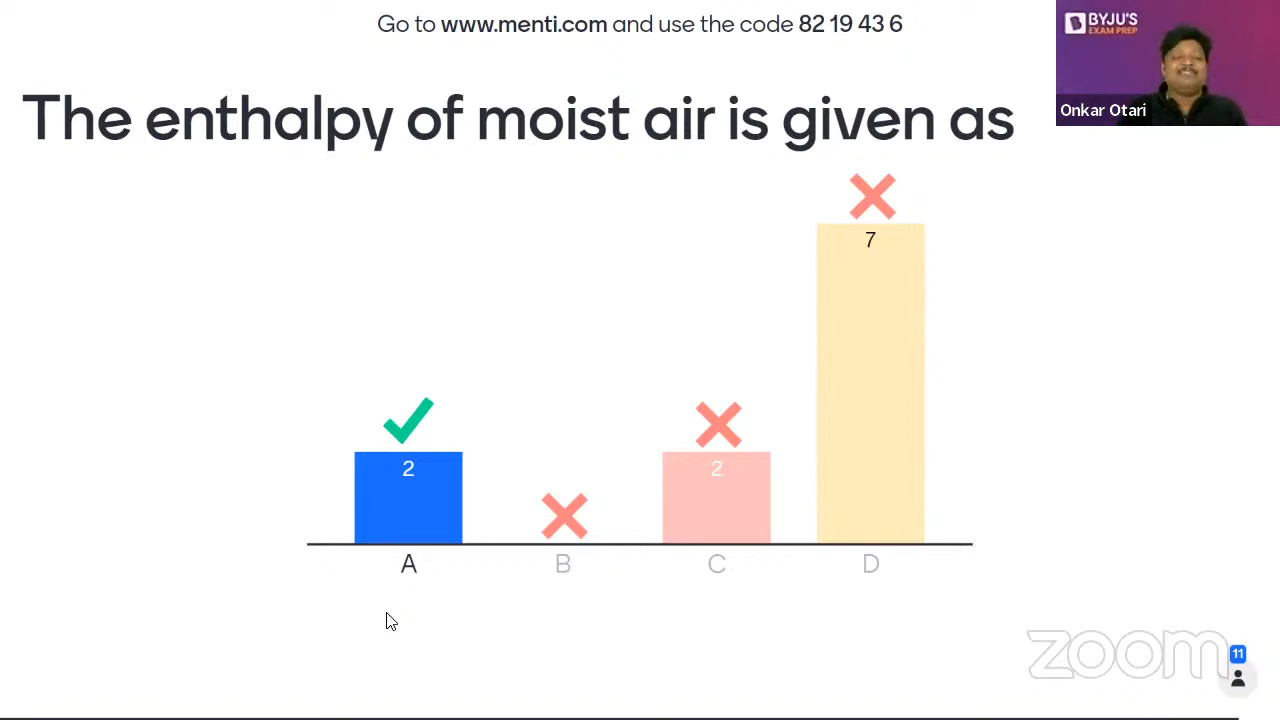 Go to www.menti.com and use the code 82 19 43 6
BYJU'S
EXAM PREP
Onkar Otari
The enthalpy of moist air is given as
7
2
2
A
B
C
D
zoom
11